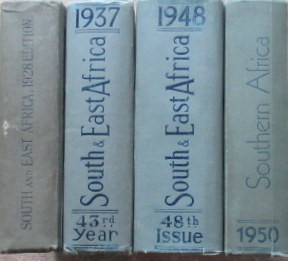 SOUTH AND EAST AFRICA, 1928 EDITION
1937
South & East Africa
43rd
Year
1948
South & East Africa
48th
Issue
Southern Africa
1950